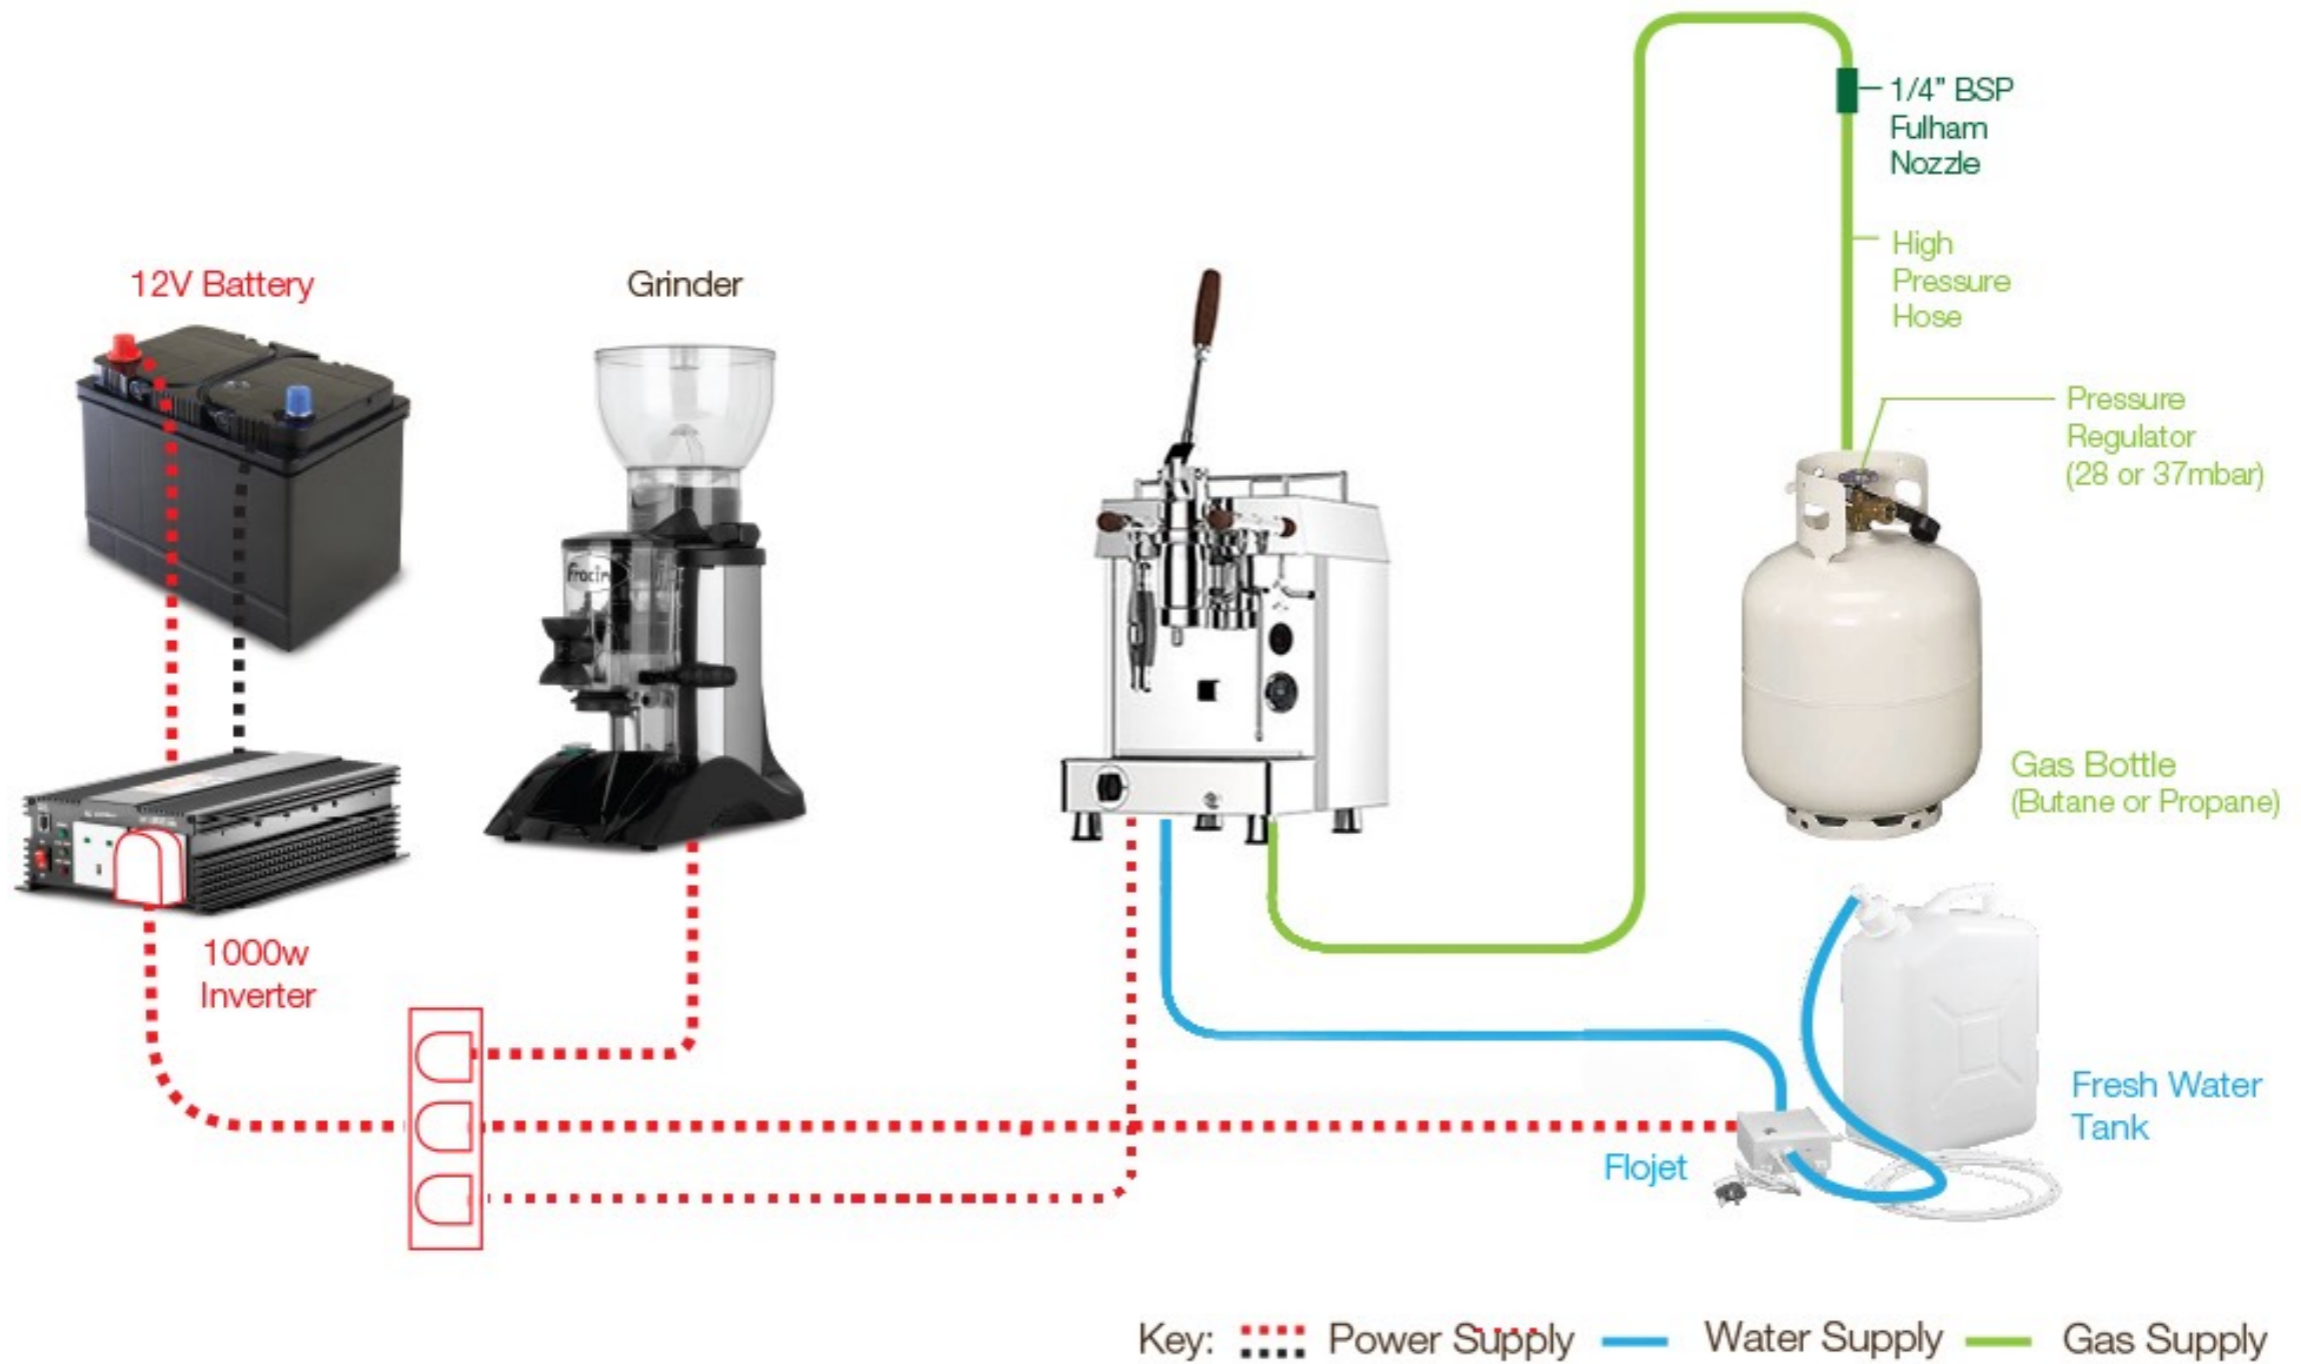 1/4" BSP
Fulham
Nozzle
High
Pressure
Hose
12V Battery
Grinder
Pressure
Regulator
(28 or 37mbar)
Gas Bottle
(Butane or Propane)
1000w
Inverter
Fresh Water
Tank
Flojet
Key: Power Supply Water Supply Gas Supply